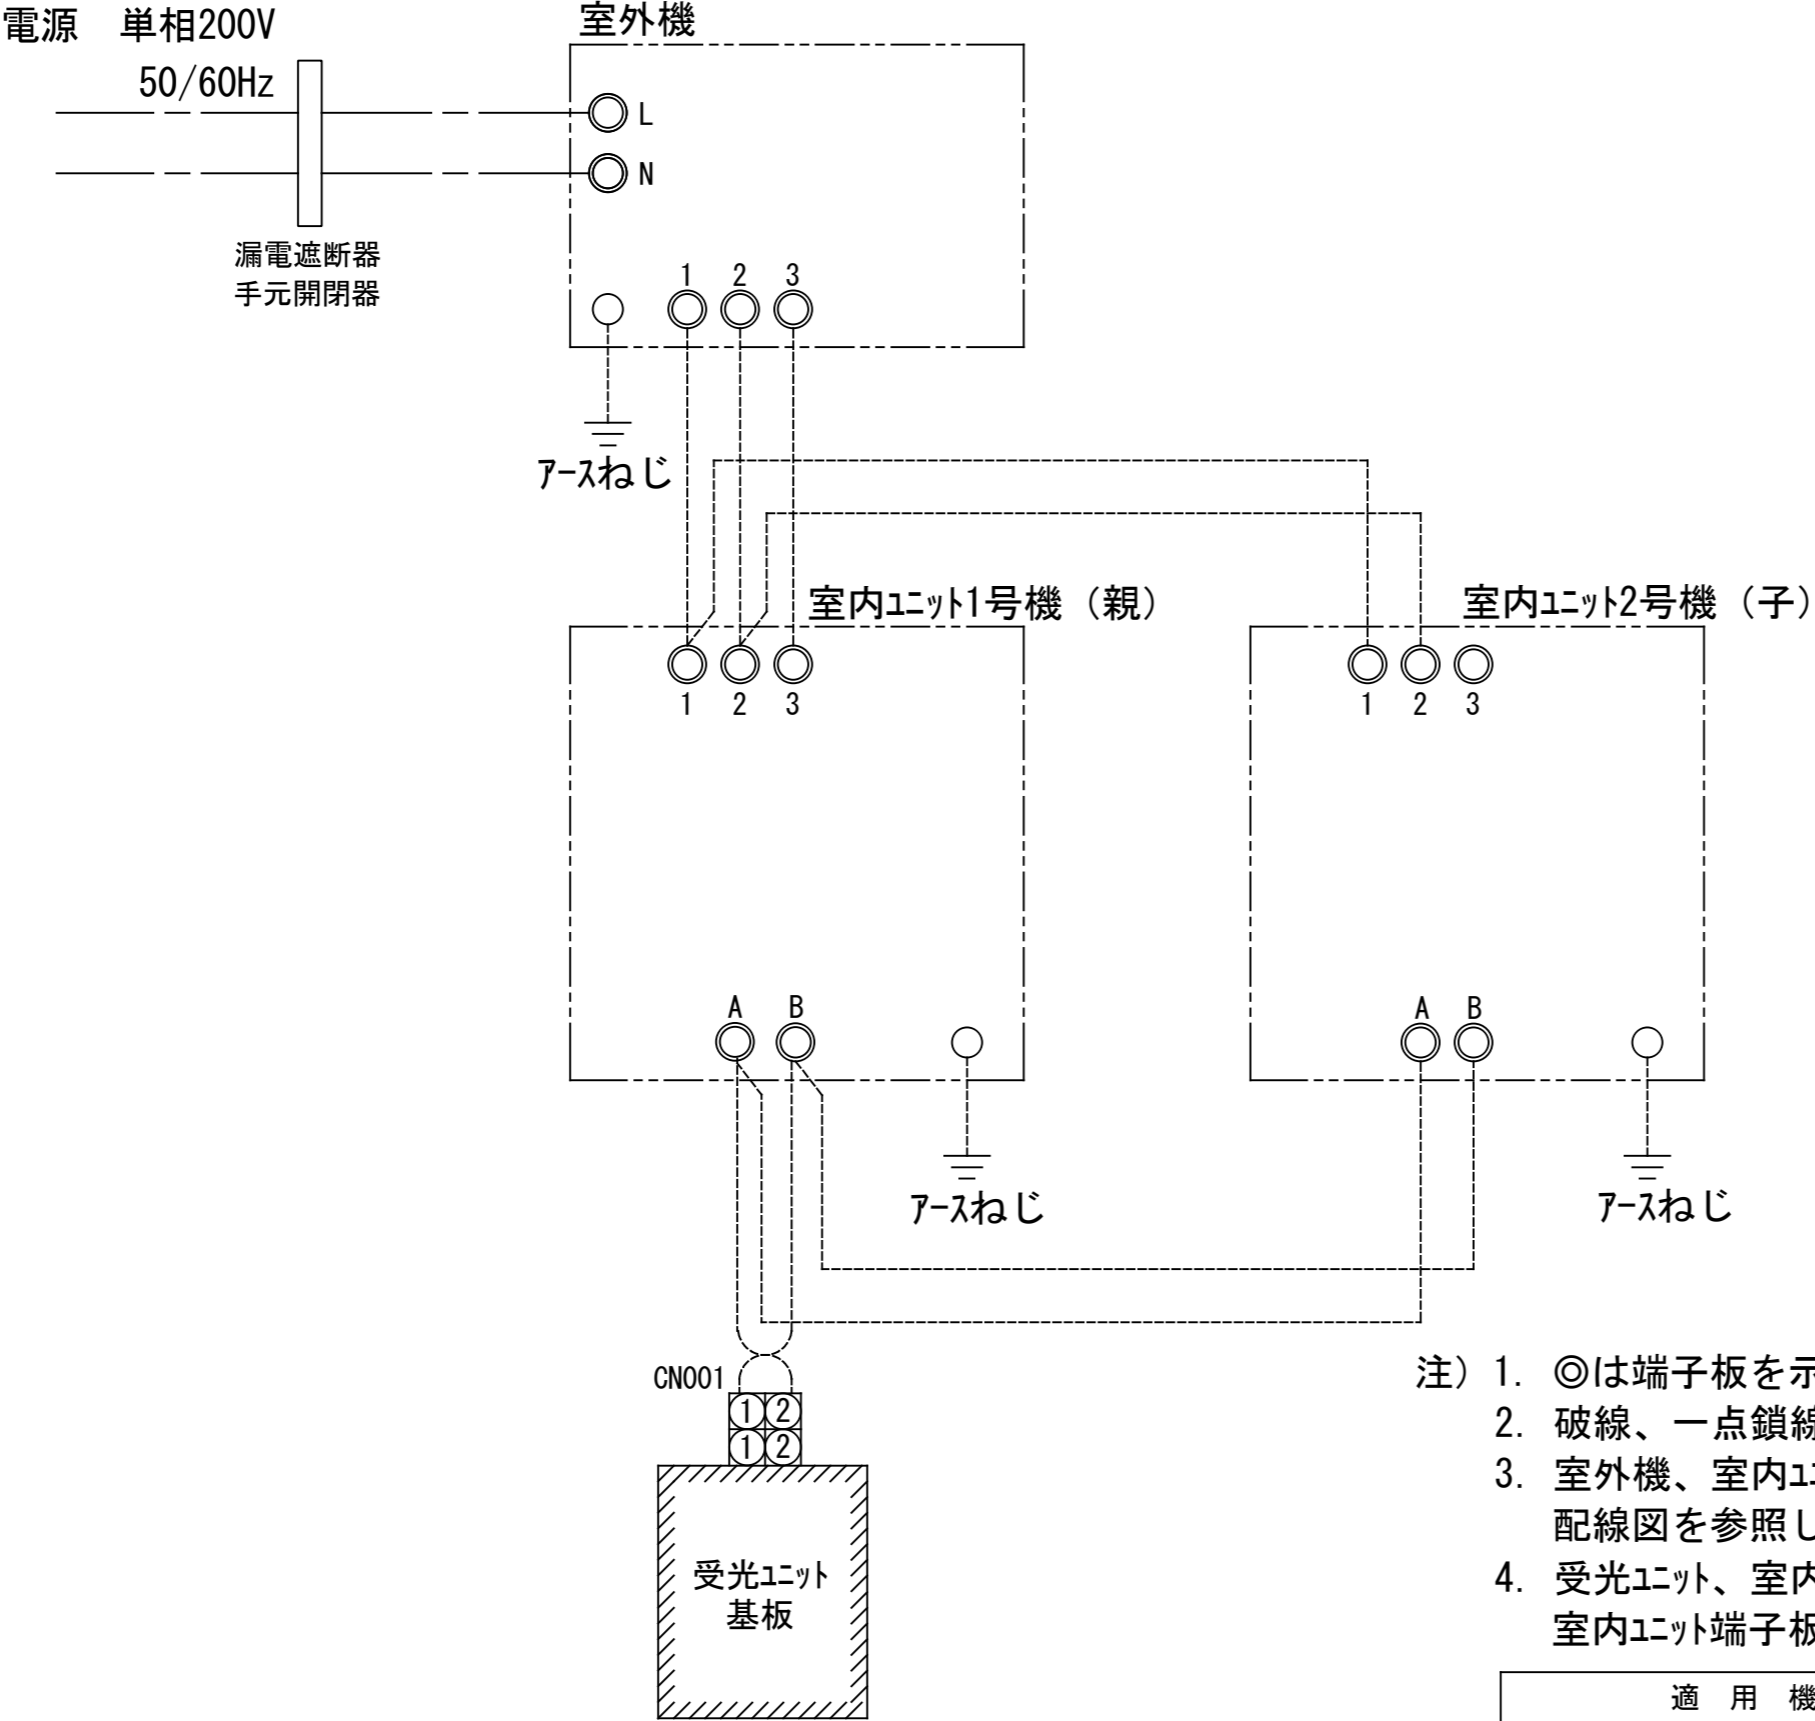 電源　単相200V
50/60Hz
漏電遮断器
手元開閉器
室外機
L
N
1 2 3
ｱｰｽねじ
室内ﾕﾆｯﾄ1号機（親）
1 2 3
A B
ｱｰｽねじ
室内ﾕﾆｯﾄ2号機（子）
1 2 3
A B
ｱｰｽねじ
CN001
1 2
1 2
受光ﾕﾆｯﾄ
基板
注）1. ◎は端子板を示
2. 破線、一点鎖線
3. 室外機、室内ﾕﾆ
配線図を参照し
4. 受光ﾕﾆｯﾄ、室内
室内ﾕﾆｯﾄ端子板
適　用　機